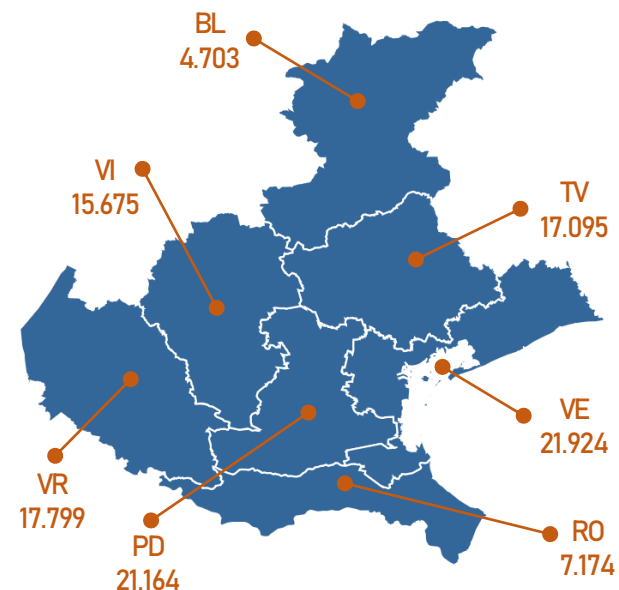 BL
4.703
VI
15.675
TV
17.095
VE
21.924
VR
17.799
PD
21.164
RO
7.174